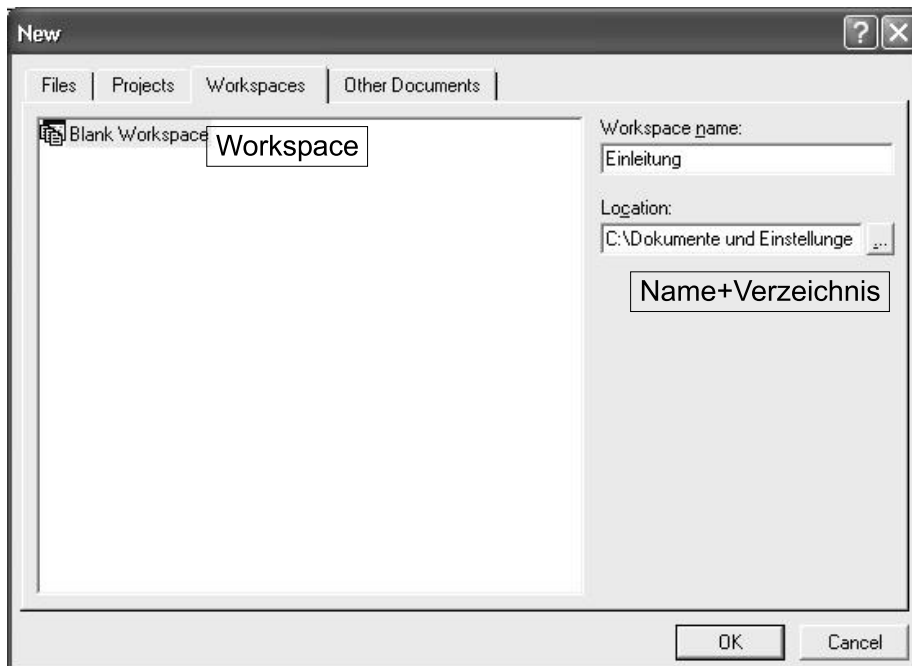 New
Files Projects Workspaces Other Documents
Blank Workspace
Workspace
Workspace name:
Einleitung
Location:
C:\Dokumente und Einstellunge ...
Name+Verzeichnis
OK Cancel